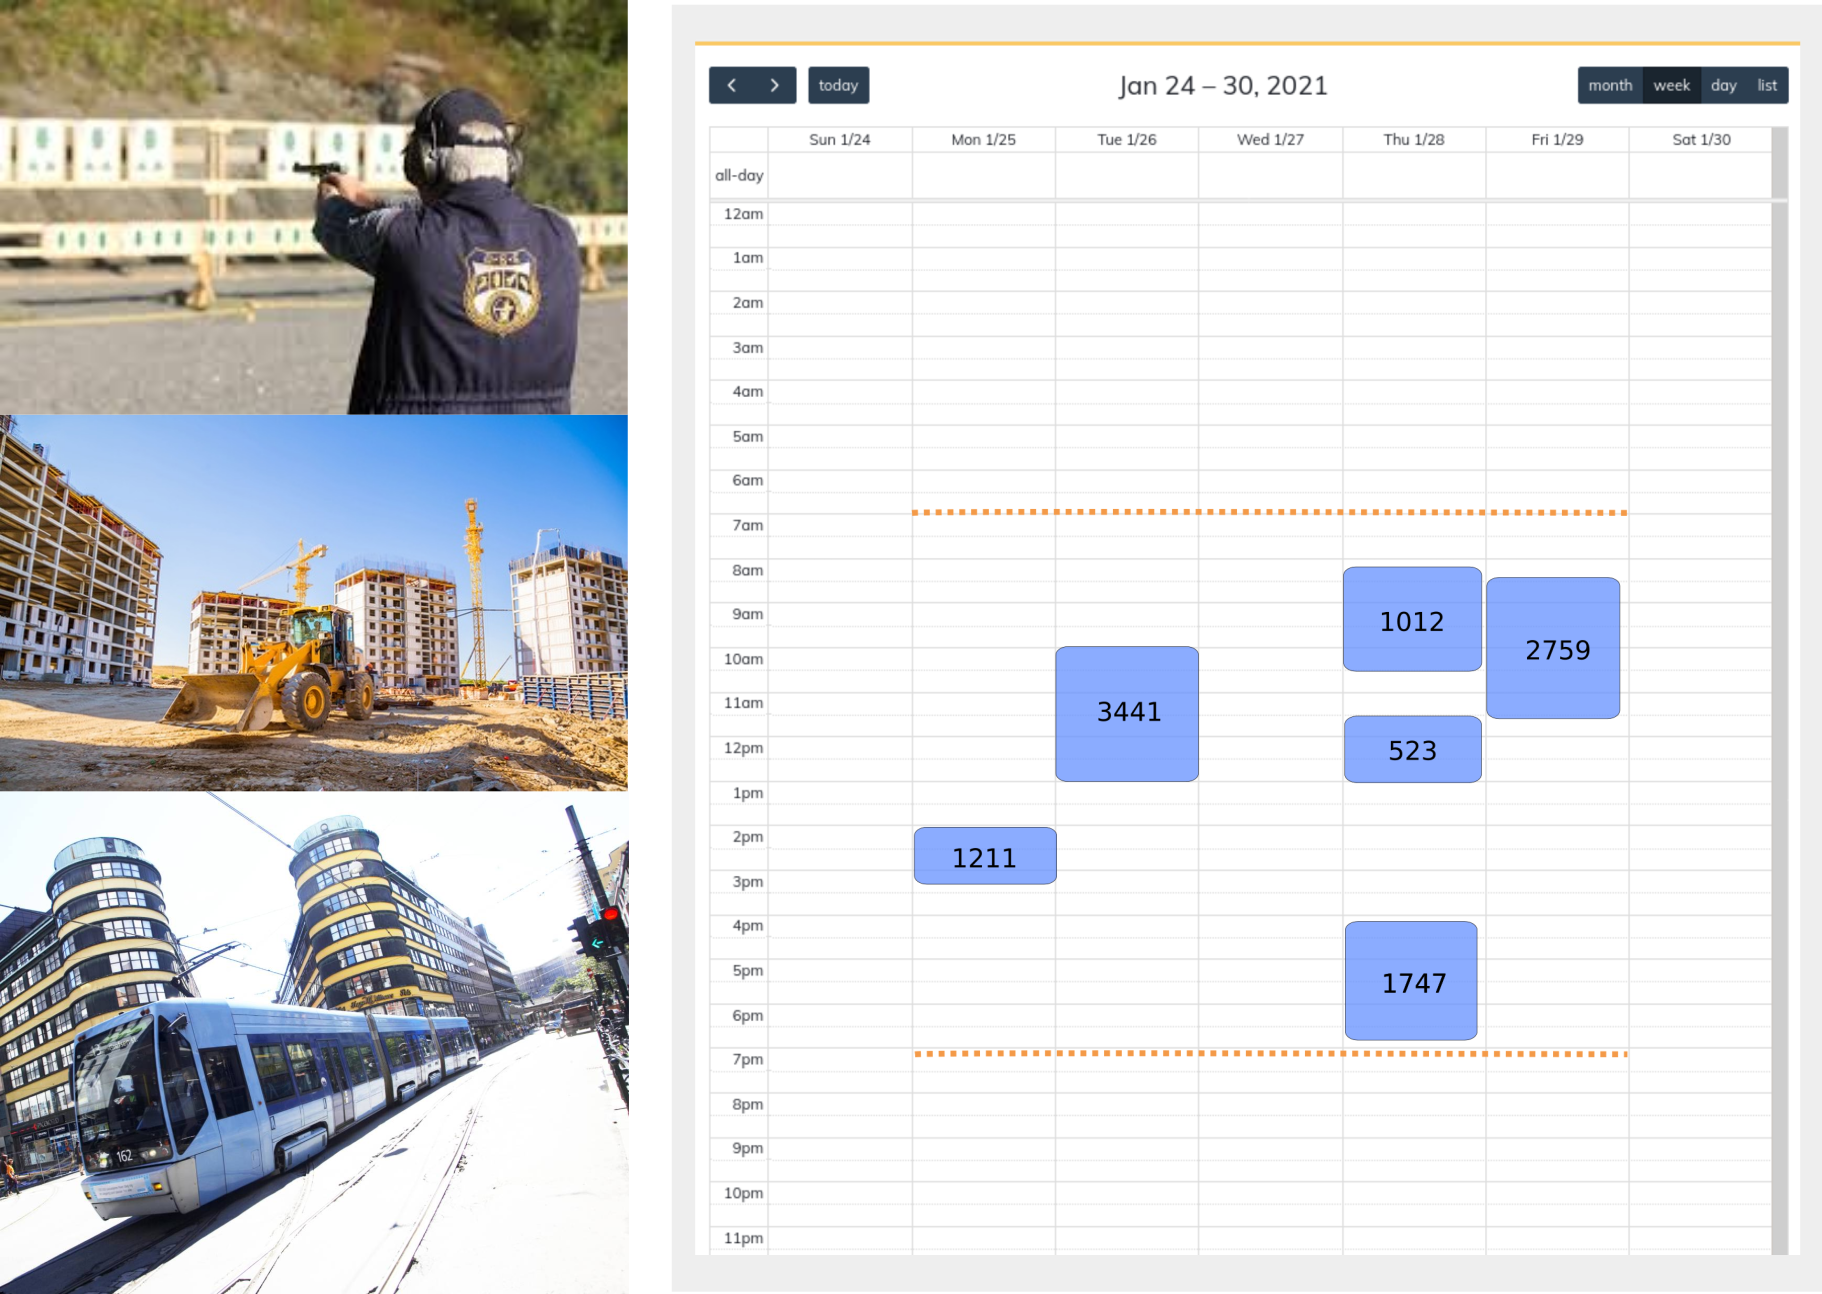 162
today
Jan 24 – 30, 2021
month week day list
Sun 1/24 Mon 1/25 Tue 1/26 Wed 1/27 Thu 1/28 Fri 1/29 Sat 1/30
all-day
12am
1am
2am
3am
4am
5am
6am
7am
8am
9am
1012
2759
10am
11am
3441
12pm
523
1pm
2pm
1211
3pm
4pm
5pm
1747
6pm
7pm
8pm
9pm
10pm
11pm